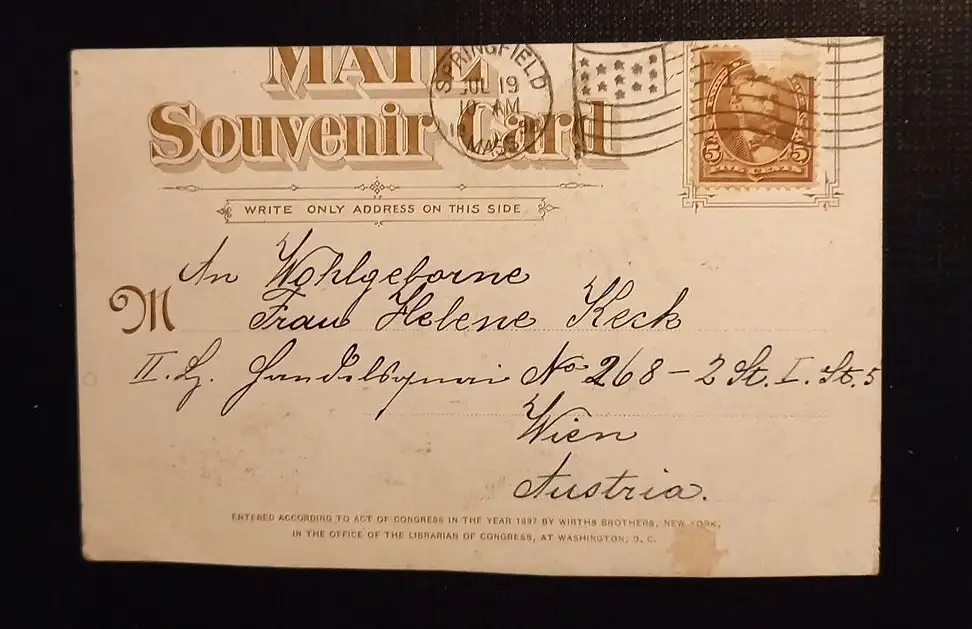 MAIL
SPRINGFIELD
JUL 19
10-AM
MASS
Souvenir Card
5 5
WRITE ONLY ADDRESS ON THIS SIDE
An Wohlgeborne
M Frau Helene Keck
II. Bz. Handelsquai No 268 - 2 St. I. St. 5
Wien
Austria.
ENTERED ACCORDING TO ACT OF CONGRESS IN THE YEAR 1897 BY WIRTHS BROTHERS, NEW YORK,
IN THE OFFICE OF THE LIBRARIAN OF CONGRESS, AT WASHINGTON, D. C.